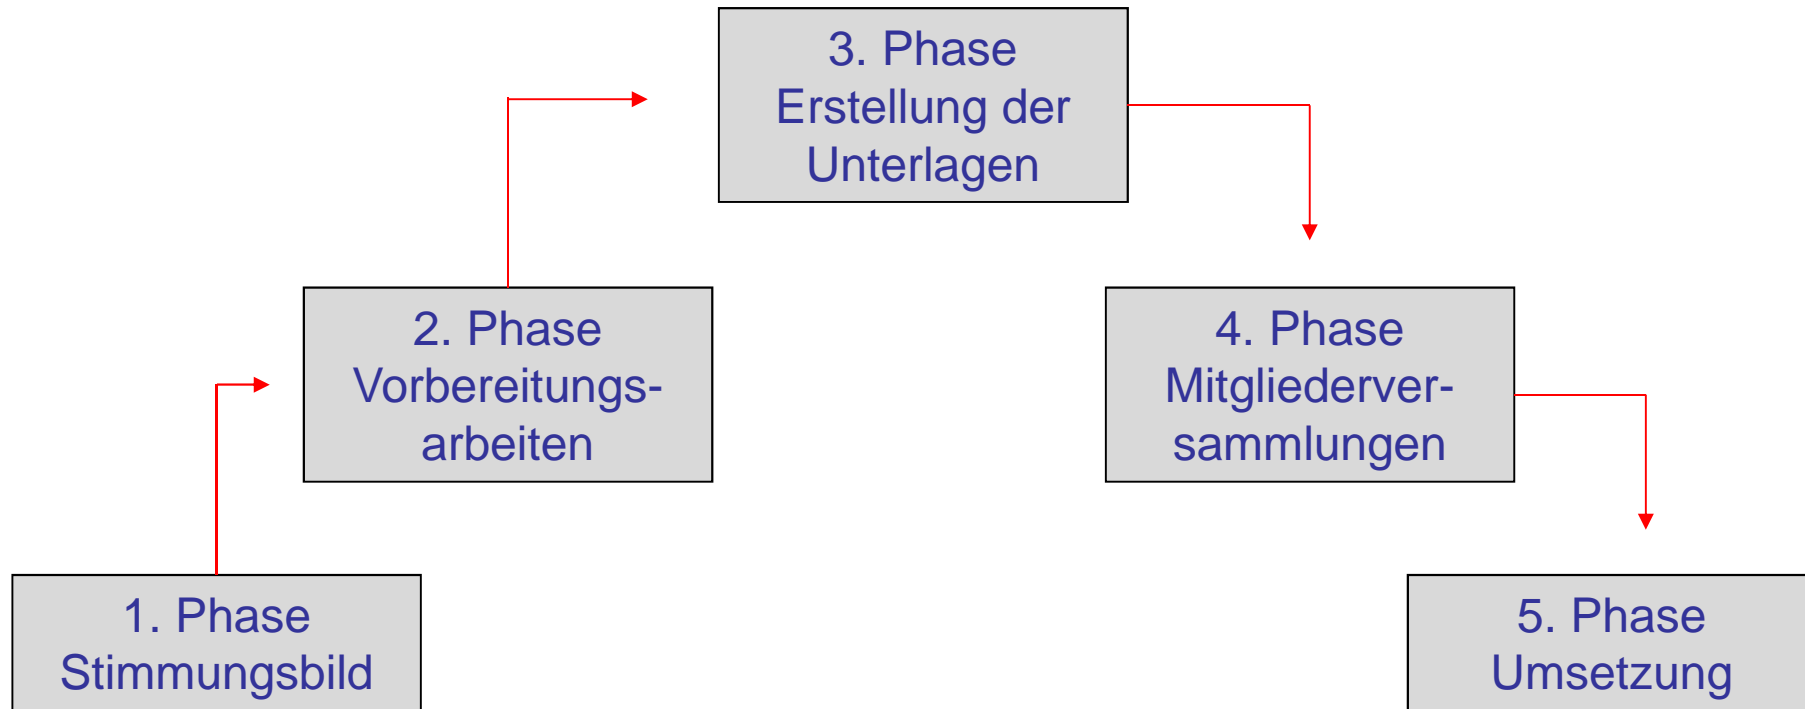 1. Phase
Stimmungsbild
2. Phase
Vorbereitungs-
arbeiten
3. Phase
Erstellung der
Unterlagen
4. Phase
Mitgliederver-
sammlungen
5. Phase
Umsetzung